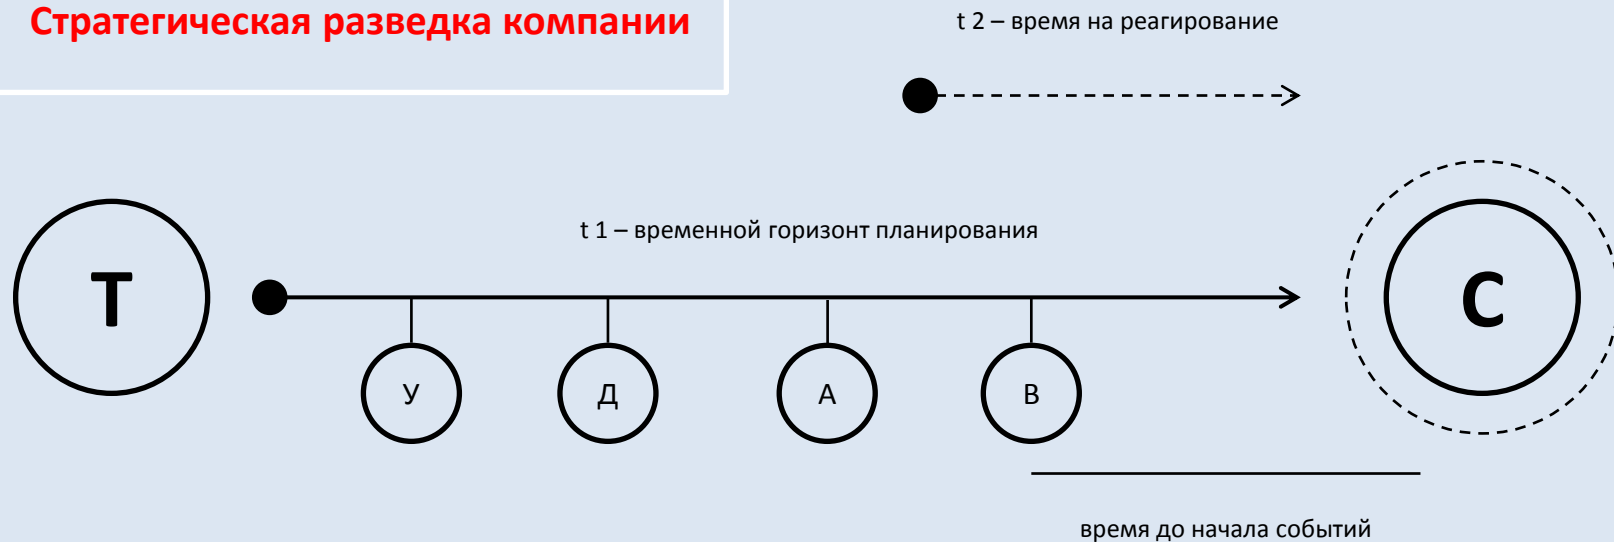 Стратегическая разведка компании
t 2 – время на реагирование
t 1 – временной горизонт планирования
Т
С
У
Д
А
В
время до начала событий